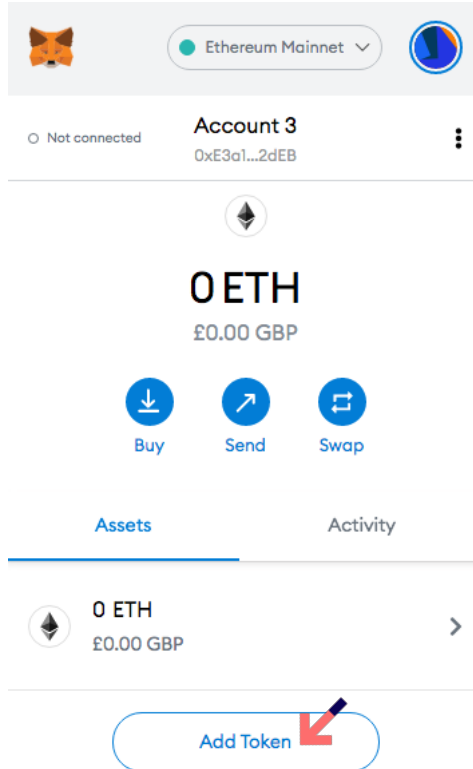 Ethereum Mainnet
Not connected
Account 3
0xE3a1...2dEB
0 ETH
£0.00 GBP
Buy Send Swap
Assets Activity
0 ETH
£0.00 GBP
Add Token